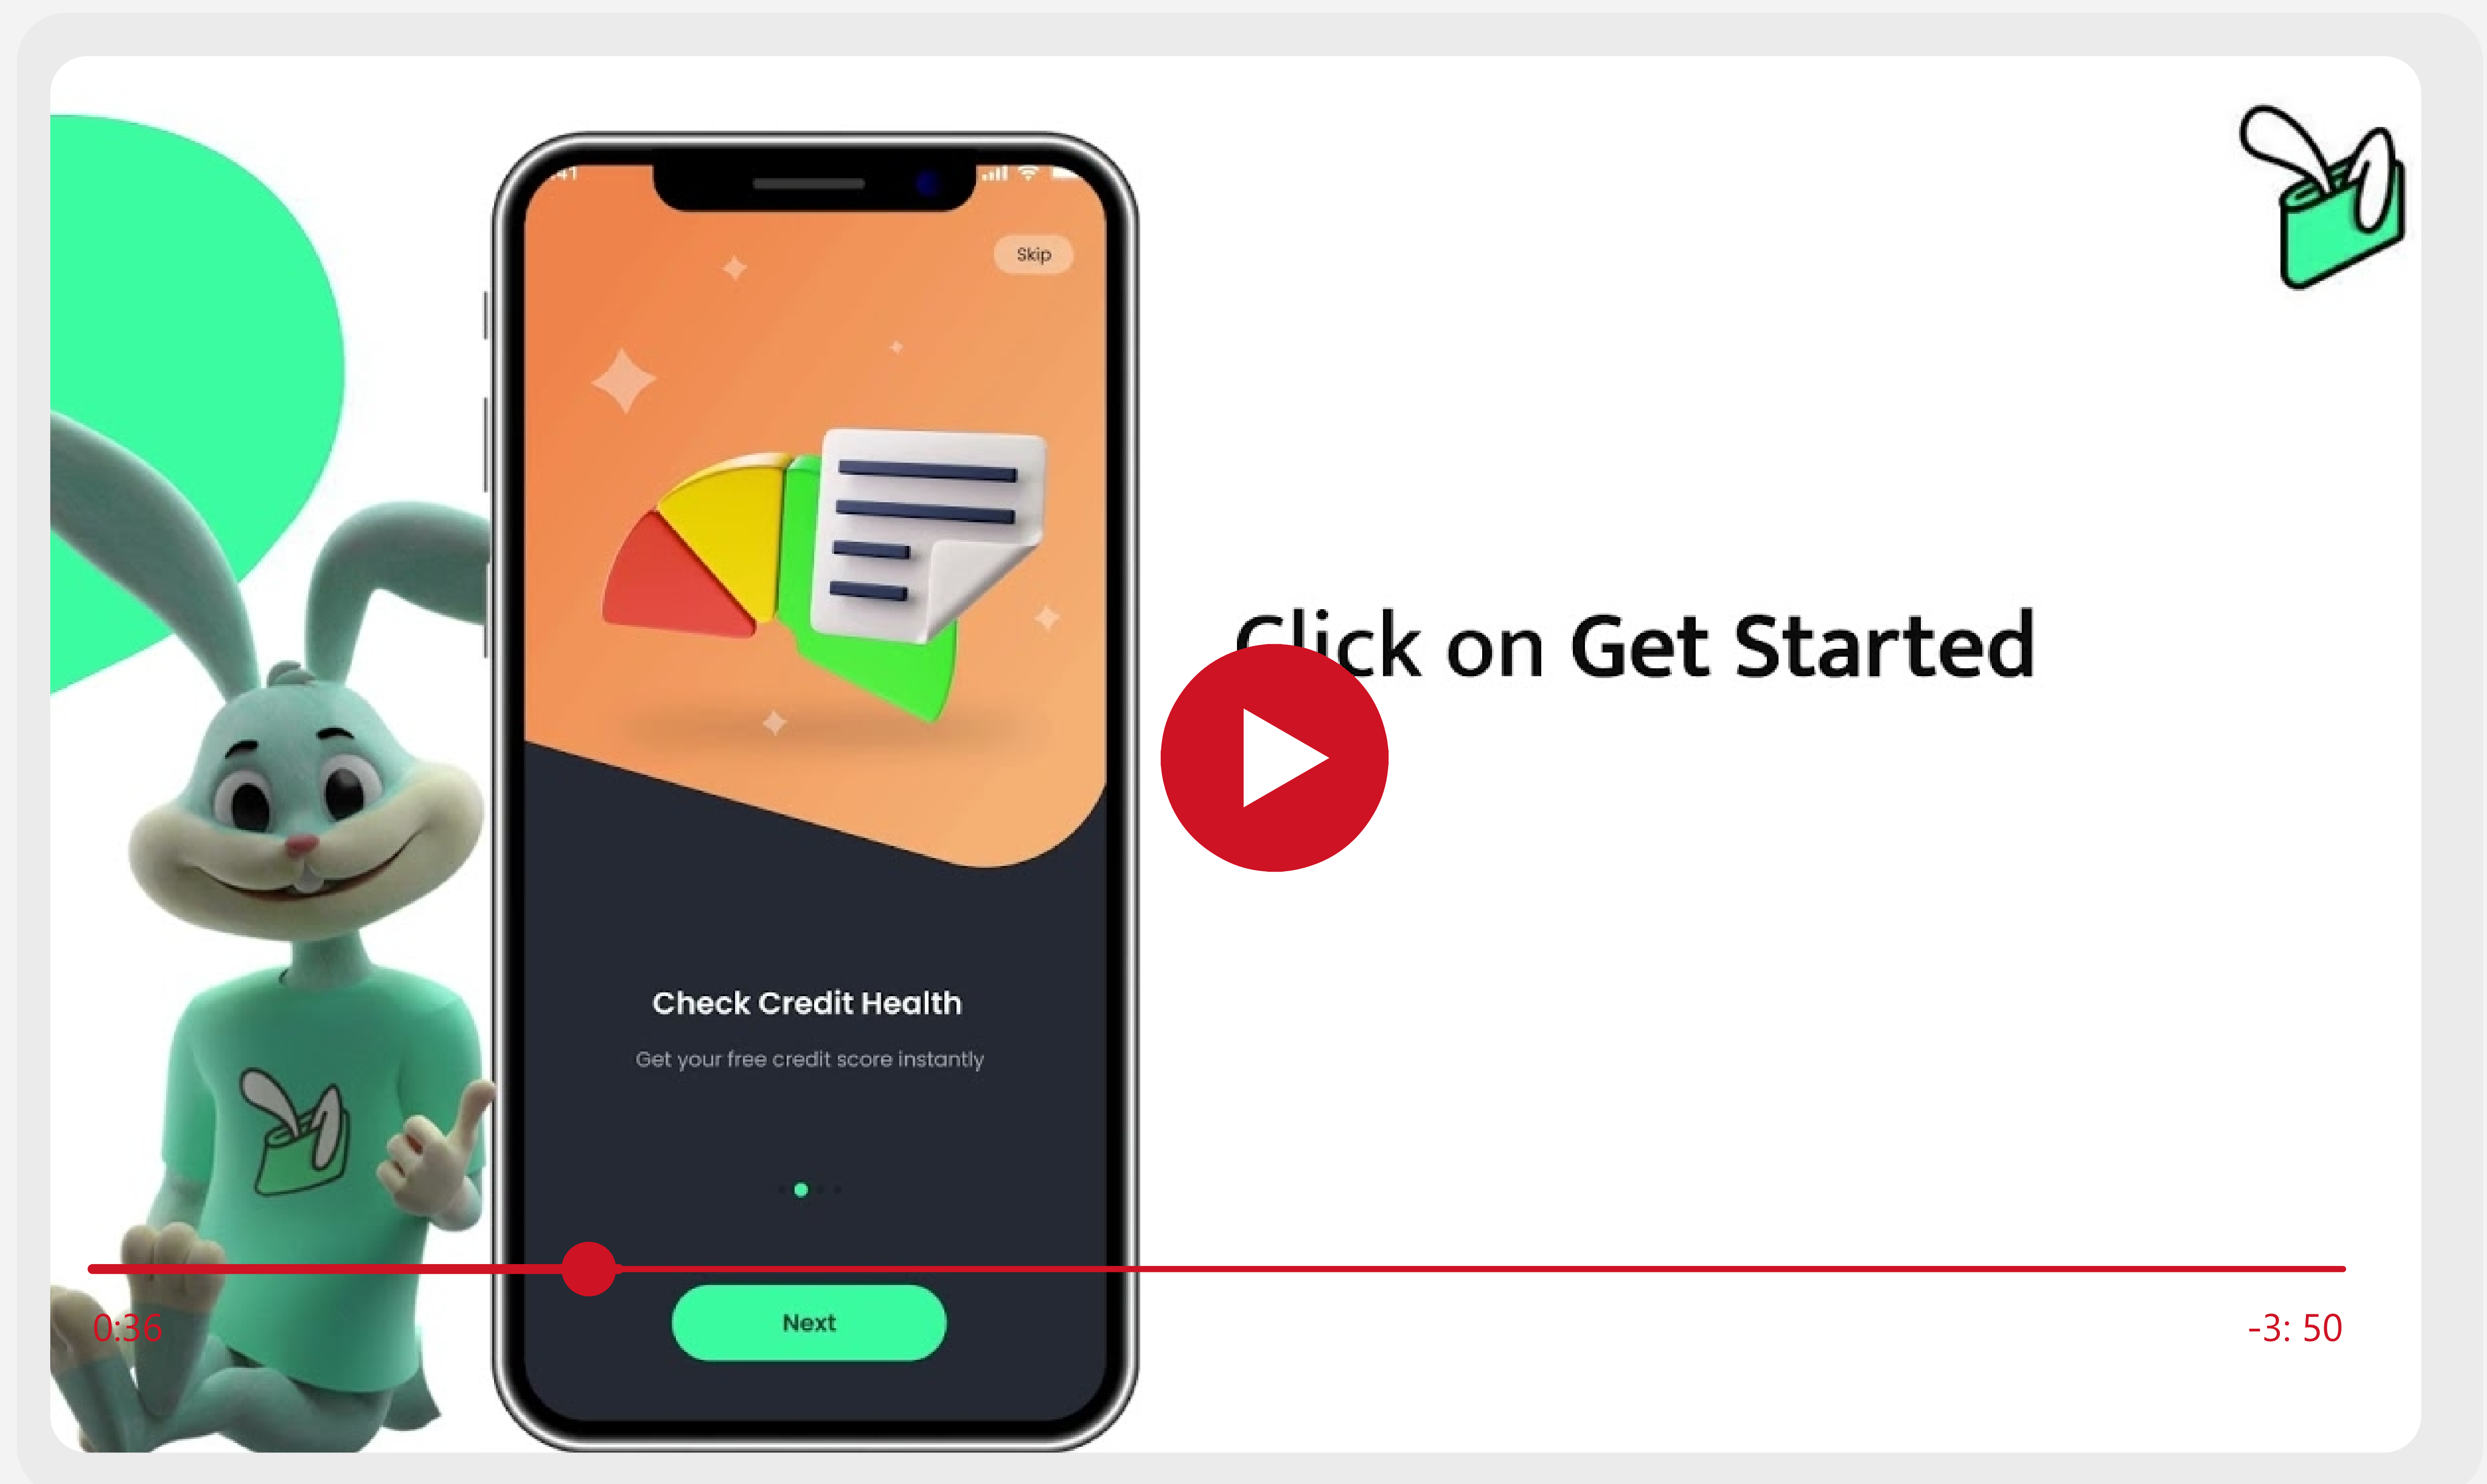 41
Skip
Click on Get Started
Check Credit Health
Get your free credit score instantly
Next
0:36
-3: 50